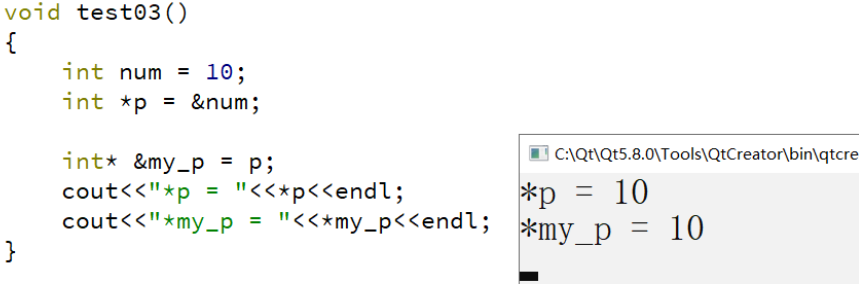 void test03()
{
    int num = 10;
    int *p = &num;

    int* &my_p = p;
    cout<<"*p = "<<*p<<endl;
    cout<<"*my_p = "<<*my_p<<endl;
}
C:\Qt\Qt5.8.0\Tools\QtCreator\bin\qtcre
*p = 10
*my_p = 10